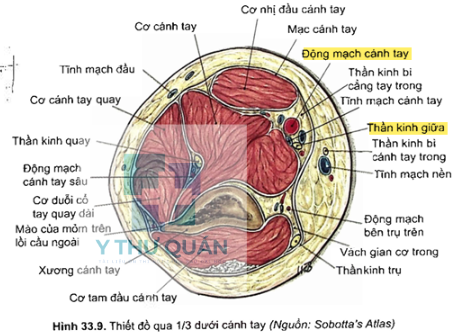 Cơ nhị đầu cánh tay
Cơ cánh tay
Mạc cánh tay
Động mạch cánh tay
Tĩnh mạch đầu
Thần kinh bì
cẳng tay trong
Cơ cánh tay quay
Tĩnh mạch cánh tay
Thần kinh giữa
Thần kinh quay
Thần kinh bì
cánh tay trong
Động mạch
cánh tay sâu
Tĩnh mạch nền
Cơ duỗi cổ
tay quay dài
Động mạch
bên trụ trên
Mào của mỏm trên
lồi cầu ngoài
Y THƯ QUÁN
Vách gian cơ trong
Xương cánh tay
Thần kinh trụ
Cơ tam đầu cánh tay
Hình 33.9. Thiết đồ qua 1/3 dưới cánh tay (Nguồn: Sobotta's Atlas)